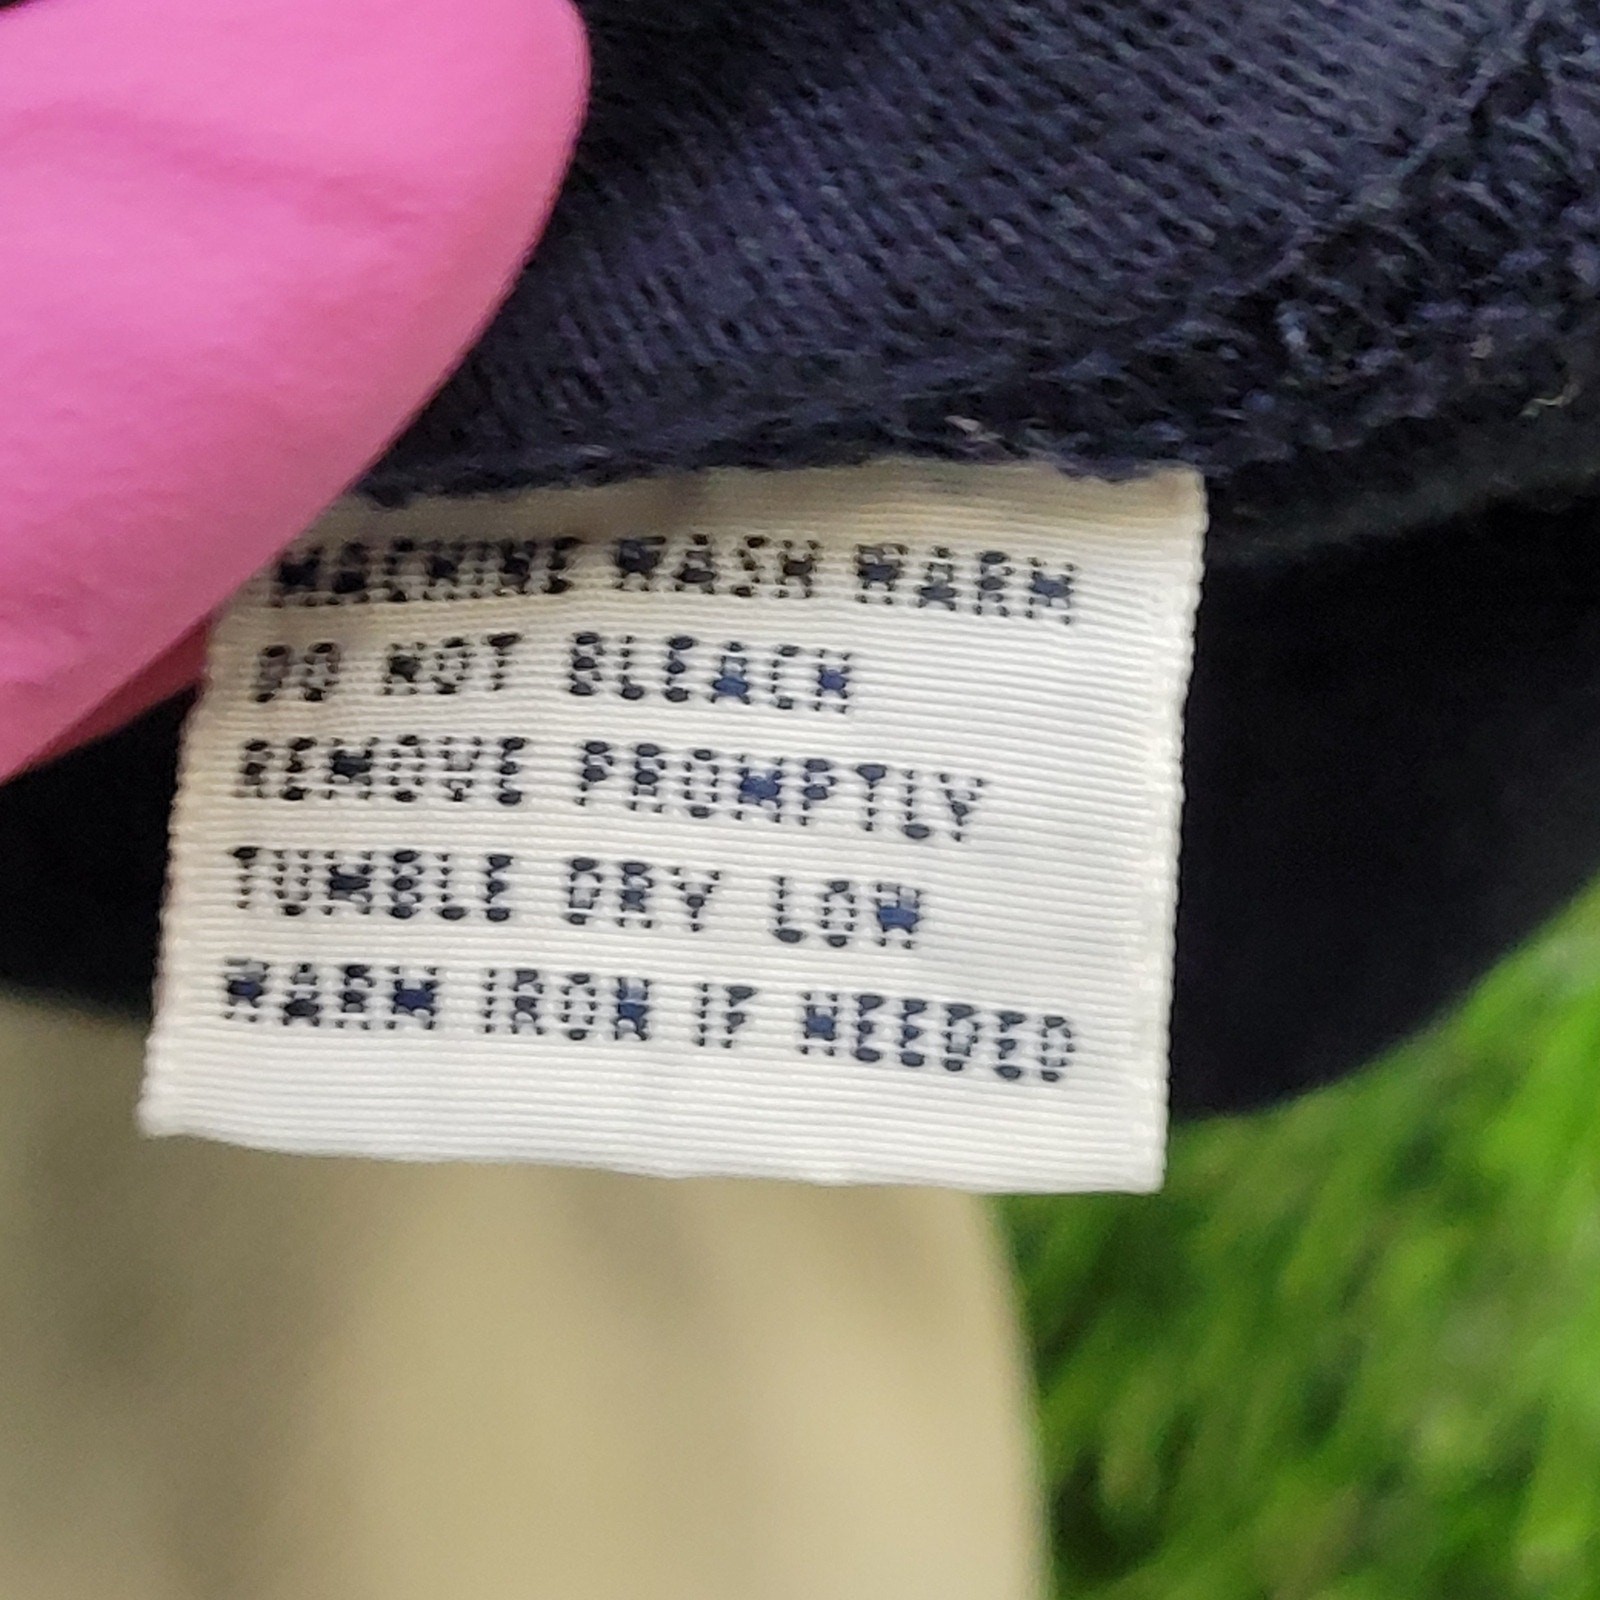 MACHINE WASH WARM
DO NOT BLEACH
REMOVE PROMPTLY
TUMBLE DRY LOW
WARM IRON IF NEEDED